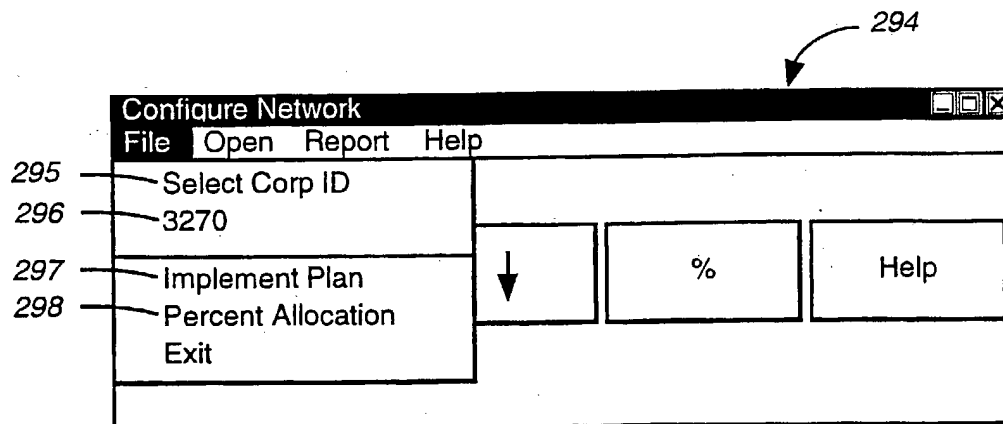 294
Configure Network
File Open Report Help
295 Select Corp ID
296 3270
297 Implement Plan
298 Percent Allocation
Exit
% Help